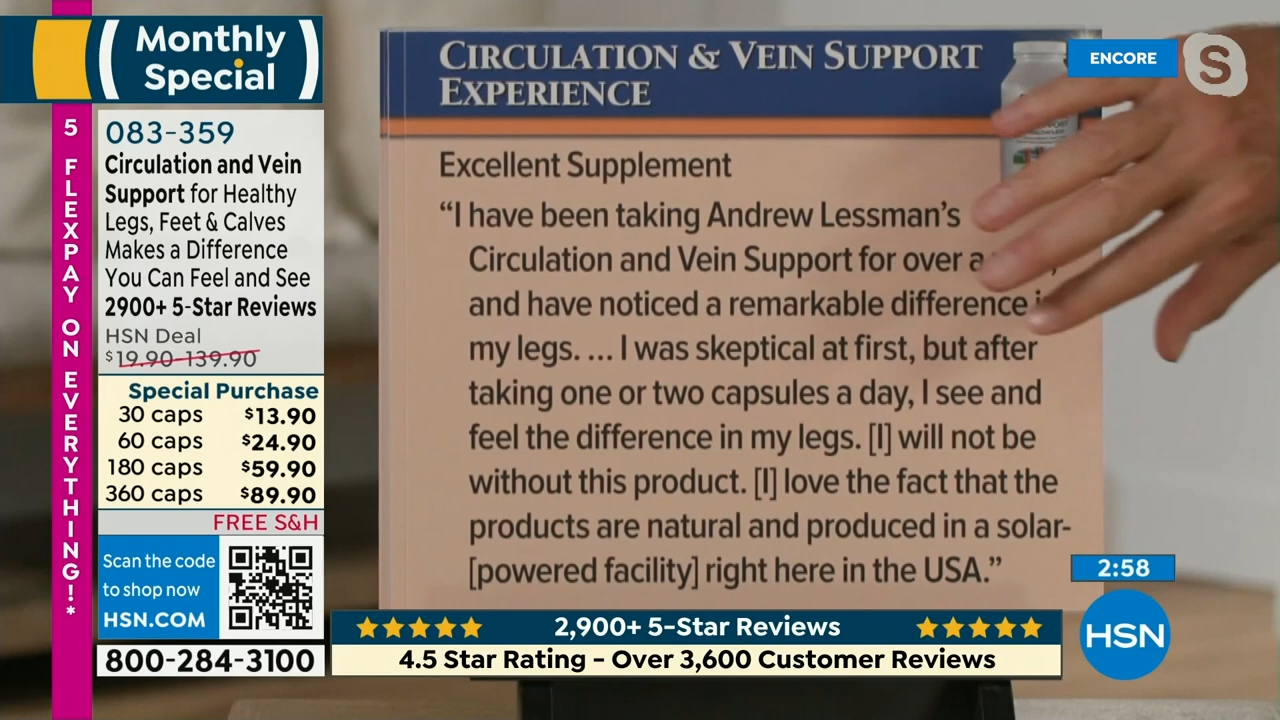 Monthly
Special
5 FLEXPAY ON EVERYTHING!*
083-359
Circulation and Vein
Support for Healthy
Legs, Feet & Calves
Makes a Difference
You Can Feel and See
2900+ 5-Star Reviews
HSN Deal
$19.90-139.90
Special Purchase
30 caps $13.90
60 caps $24.90
180 caps $59.90
360 caps $89.90
FREE S&H
Scan the code
to shop now
HSN.COM
800-284-3100
CIRCULATION & VEIN SUPPORT
EXPERIENCE
Excellent Supplement
“I have been taking Andrew Lessman’s
Circulation and Vein Support for over a
and have noticed a remarkable difference
my legs. ... I was skeptical at first, but after
taking one or two capsules a day, I see and
feel the difference in my legs. [I] will not be
without this product. [I] love the fact that the
products are natural and produced in a solar-
[powered facility] right here in the USA.”
ENCORE
S
2:58
HSN
2,900+ 5-Star Reviews
4.5 Star Rating – Over 3,600 Customer Reviews